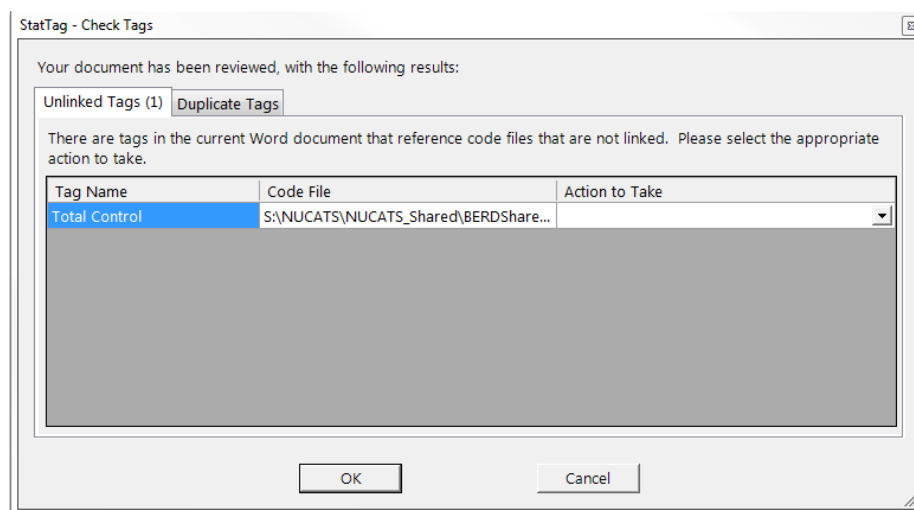 StatTag - Check Tags
Your document has been reviewed, with the following results:
Unlinked Tags (1) Duplicate Tags
There are tags in the current Word document that reference code files that are not linked. Please select the appropriate
action to take.
Tag Name Code File Action to Take
Total Control S:\NUCATS\NUCATS_Shared\BERDShare...
OK Cancel